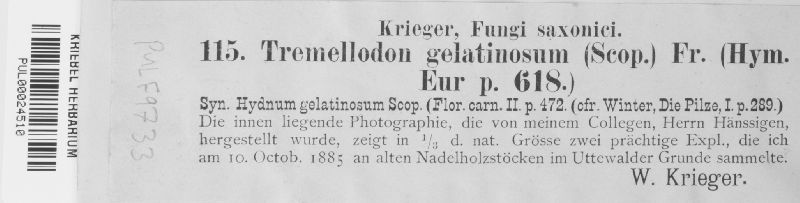 KRIEBEL HERBARIUM
PUL00024510
PULF9733
Krieger, Fungi saxonici.
115. Tremellodon gelatinosum (Scop.) Fr. (Hym.
Eur p. 618.)
Syn. Hydnum gelatinosum Scop. (Flor. carn. II. p. 472. (cfr. Winter, Die Pilze, I. p. 289.)
Die innen liegende Photographie, die von meinem Collegen, Herrn Hänssigen,
hergestellt wurde, zeigt in 1/3 d. nat. Grösse zwei prächtige Expl., die ich
am 10. Octob. 1885 an alten Nadelholzstöcken im Uttewalder Grunde sammelte.
W. Krieger.